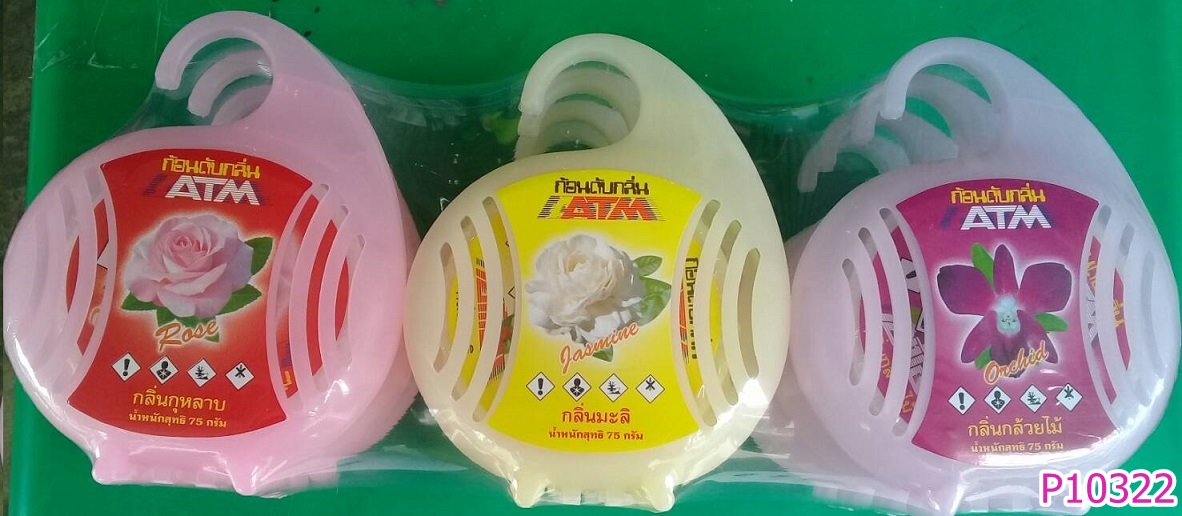 ก้อนดับกลิ่น
ATM
Rose
กลิ่นกุหลาบ
น้ำหนักสุทธิ 75 กรัม
ก้อนดับกลิ่น
ATM
Jasmine
กลิ่นมะลิ
น้ำหนักสุทธิ 75 กรัม
ก้อนดับกลิ่น
ATM
Orchid
กลิ่นกล้วยไม้
น้ำหนักสุทธิ 75 กรัม
P10322